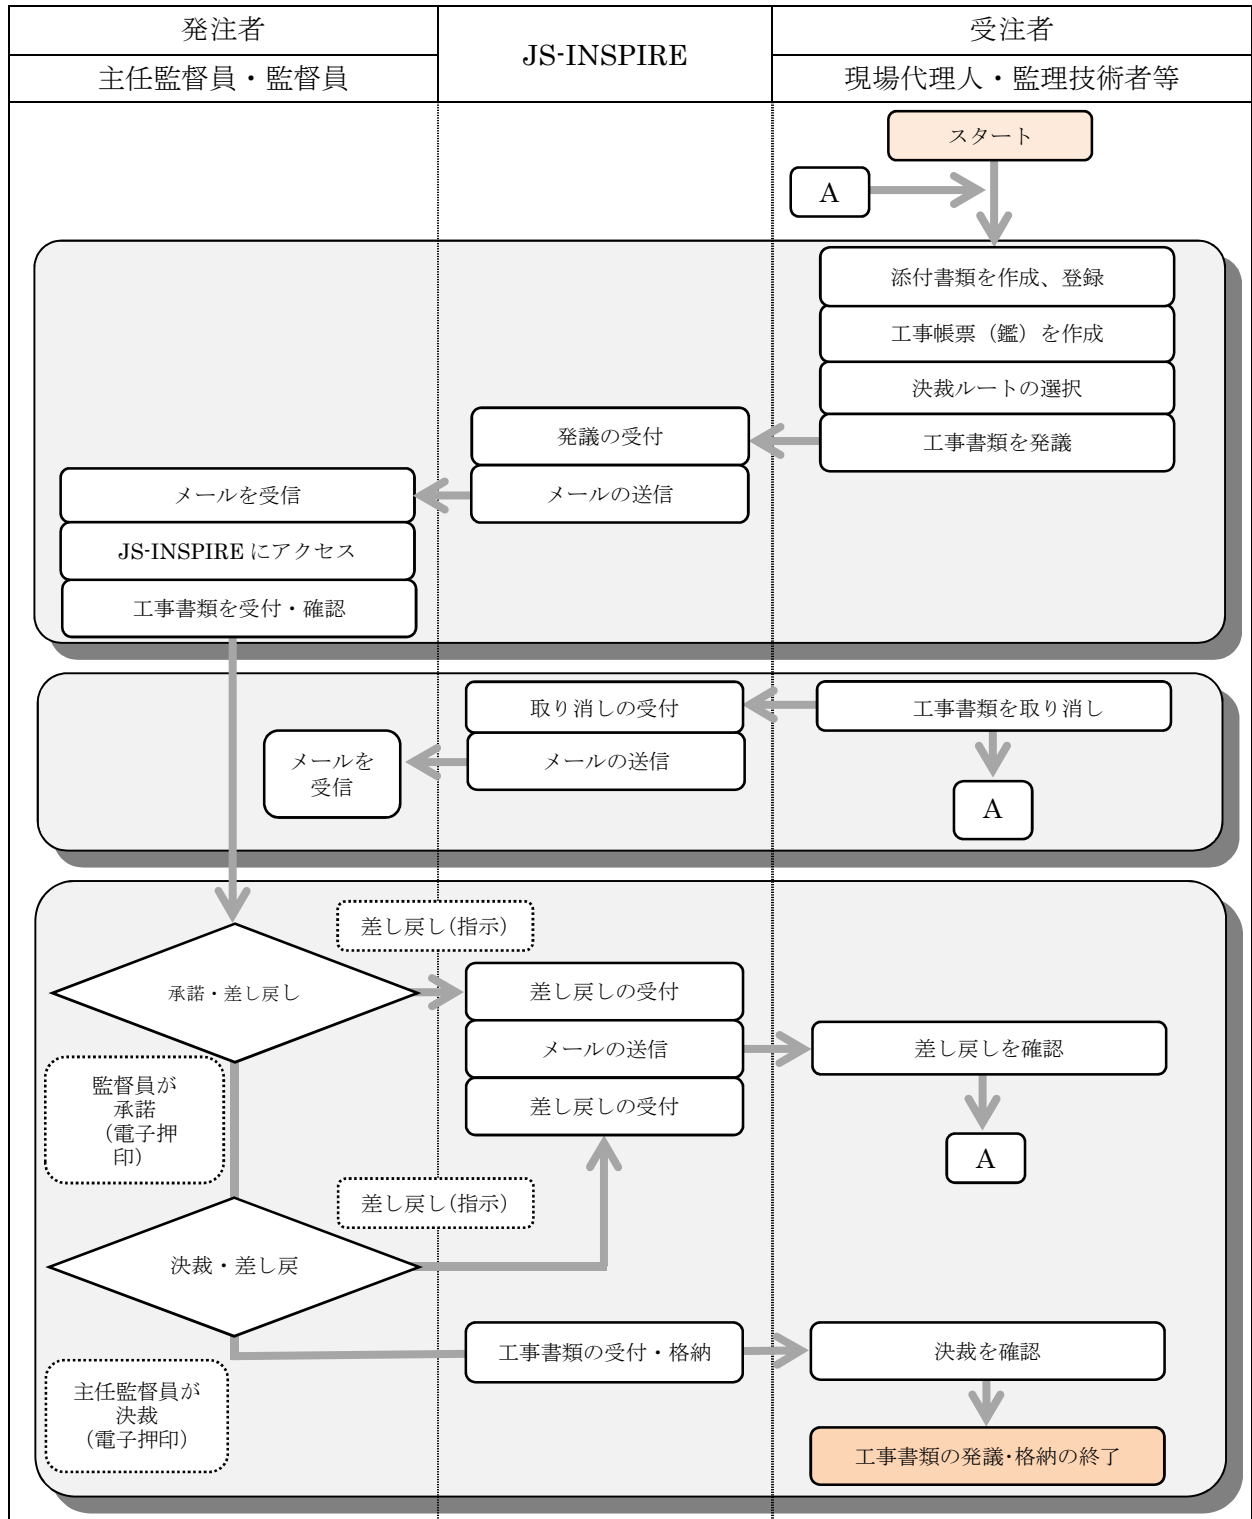 発注者
JS-INSPIRE
受注者
主任監督員・監督員
現場代理人・監理技術者等
スタート
A
添付書類を作成、登録
工事帳票（鑑）を作成
決裁ルートの選択
発議の受付
工事書類を発議
メールを受信
メールの送信
JS-INSPIRE にアクセス
工事書類を受付・確認
取り消しの受付
工事書類を取り消し
メールを
受信
メールの送信
A
差し戻し(指示)
承諾・差し戻し
差し戻しの受付
メールの送信
差し戻しを確認
監督員が
承諾
（電子押
印）
差し戻しの受付
A
差し戻し(指示)
決裁・差し戻
工事書類の受付・格納
決裁を確認
主任監督員が
決裁
（電子押印）
工事書類の発議･格納の終了